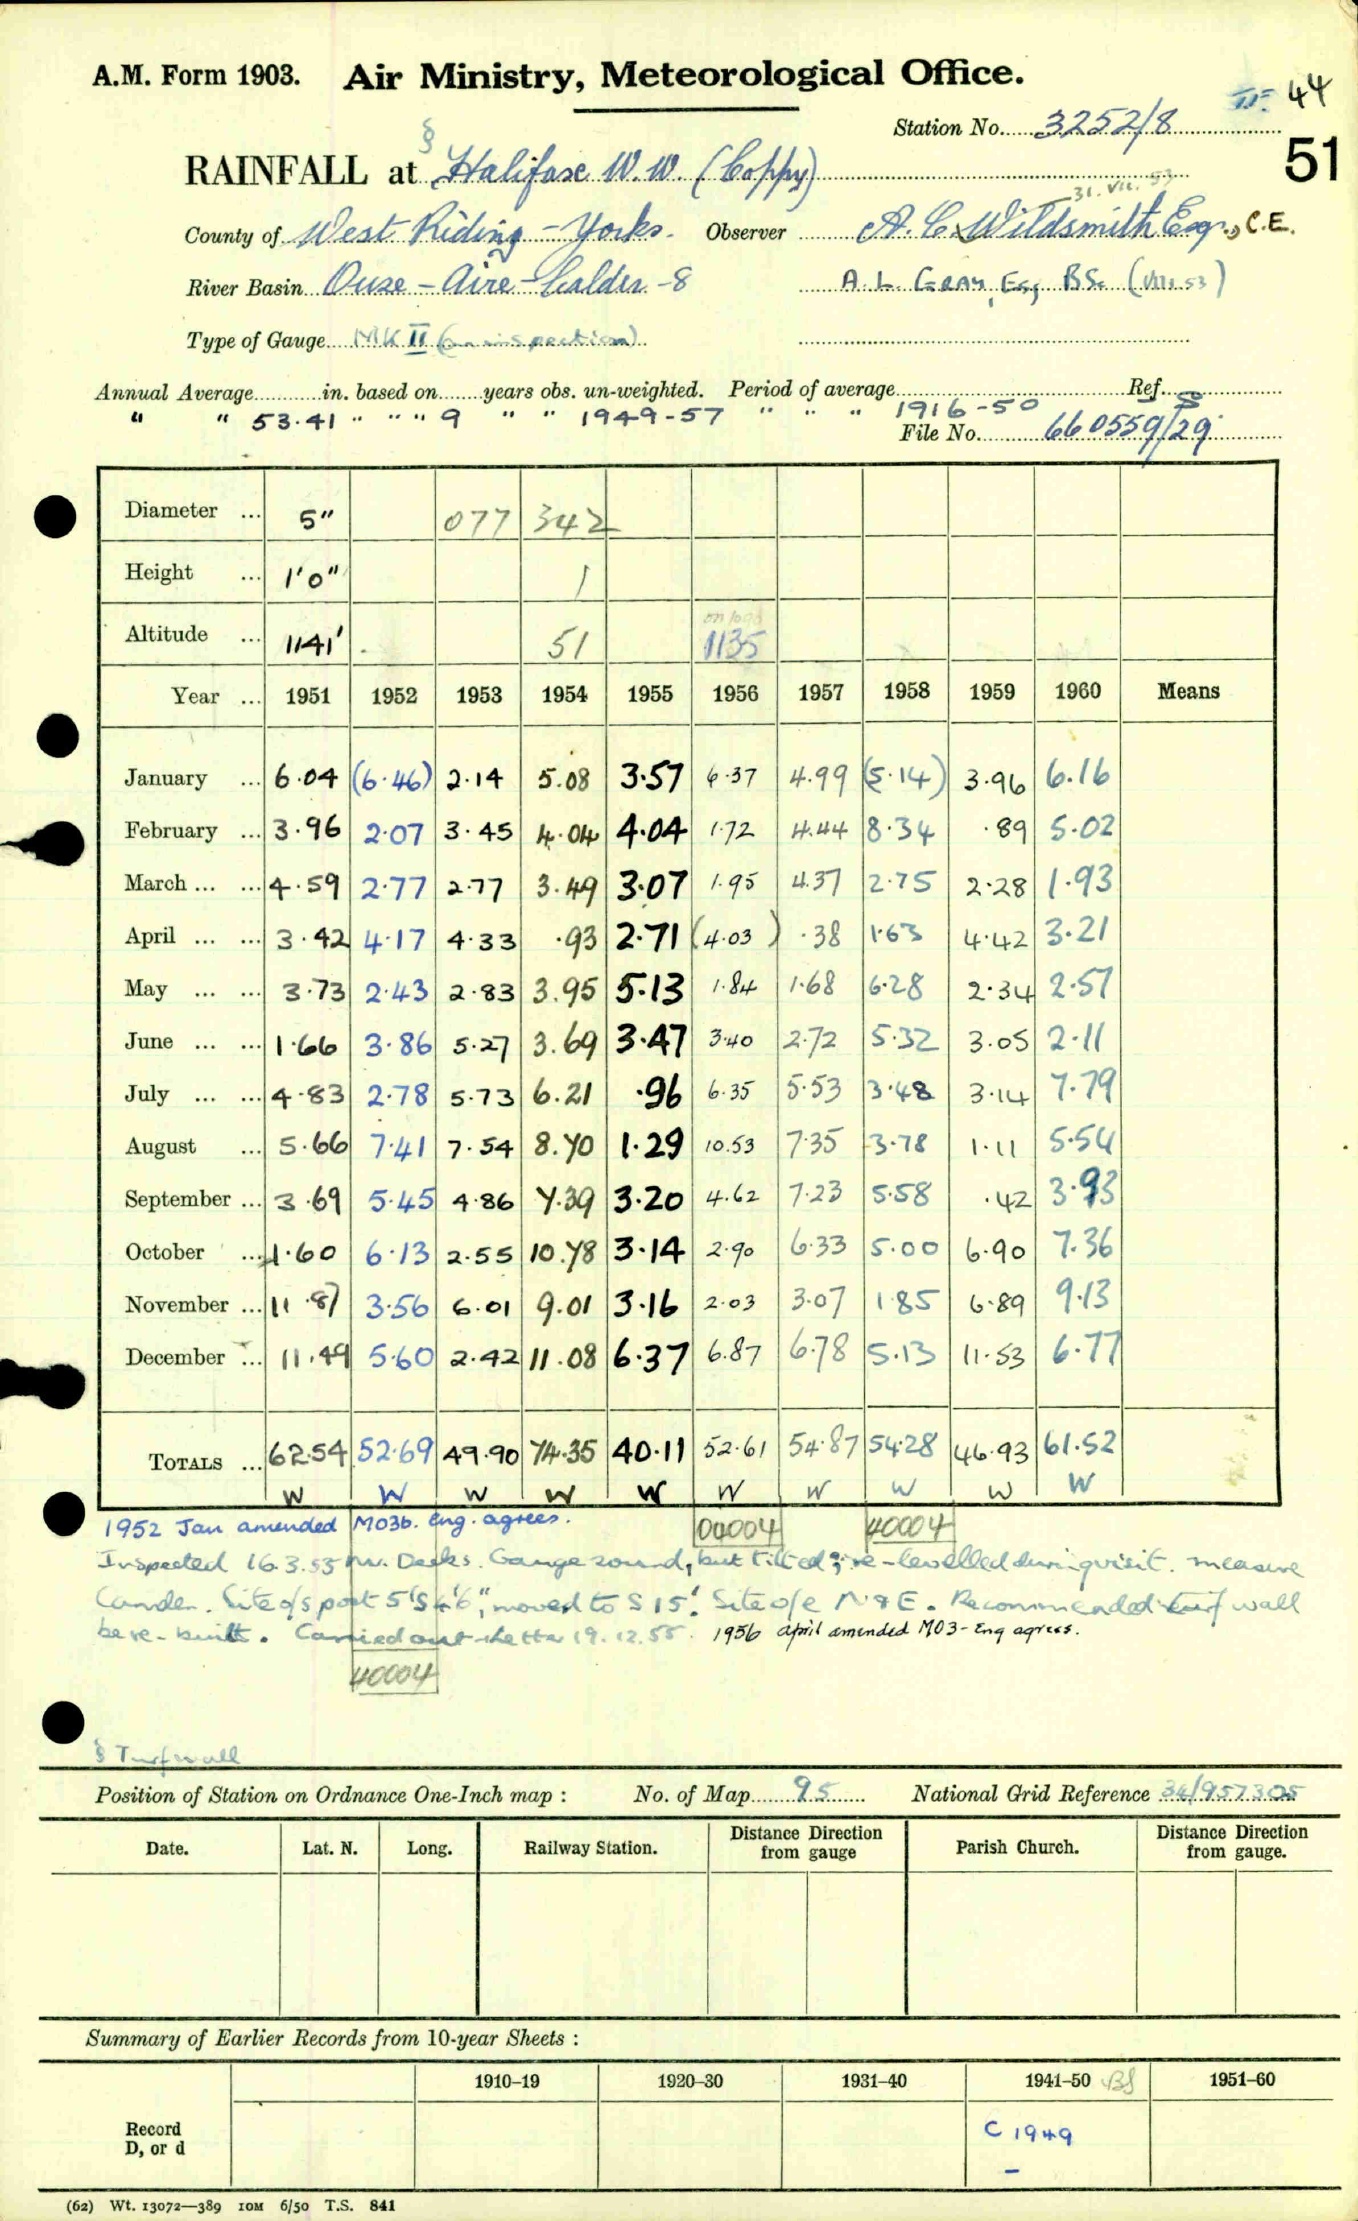 A.M. Form 1903. Air Ministry, Meteorological Office.
44
Station No. 3252/8
51
§
RAINFALL at Halifax W.W. (Coppy)
31.VII.53
County of West Riding - Yorks. Observer A. C. Wildsmith Esq., C.E.
River Basin Ouse - Aire - Calder - 8 A. L. Gray, Esq BSc (VIII 53)
Type of Gauge MK II (on inspection)
Annual Average in. based on years obs. un-weighted. Period of average Ref. S
" " 53.41 " " " 9 " " 1949-57 " " " 1916-50
File No. 660559/29
Diameter ... 5" 077 342
Height ... 1'0" 1
Altitude ... 1141' 51 1135
Year ... 1951 1952 1953 1954 1955 1956 1957 1958 1959 1960 Means
January ... 6.04 (6.46) 2.14 5.08 3.57 6.37 4.99 (5.14) 3.96 6.16
February ... 3.96 2.07 3.45 4.04 4.04 1.72 4.44 8.34 .89 5.02
March ... ... 4.59 2.77 2.77 3.49 3.07 1.95 4.37 2.75 2.28 1.93
April ... ... 3.42 4.17 4.33 .93 2.71 (4.03) .38 1.63 4.42 3.21
May ... ... 3.73 2.43 2.83 3.95 5.13 1.84 1.68 6.28 2.34 2.57
June ... ... 1.66 3.86 5.27 3.69 3.47 3.40 2.72 5.32 3.05 2.11
July ... ... 4.83 2.78 5.73 6.21 .96 6.35 5.53 3.48 3.14 7.79
August ... 5.66 7.41 7.54 8.70 1.29 10.53 7.35 3.78 1.11 5.54
September ... 3.69 5.45 4.86 7.39 3.20 4.62 7.23 5.58 .42 3.93
October ... 1.60 6.13 2.55 10.78 3.14 2.90 6.33 5.00 6.90 7.36
November ... 11.87 3.56 6.01 9.01 3.16 2.03 3.07 1.85 6.89 9.13
December ... 11.49 5.60 2.42 11.08 6.37 6.87 6.78 5.13 11.53 6.77
TOTALS ... 62.54 52.69 49.90 74.35 40.11 52.61 54.87 54.28 46.93 61.52
W W W W W W W W W W
1952 Jan amended M03b. Eng. agrees. 00004 40004
Inspected 16.3.55 Mr. Deeks. Gauge sound, but tilted; re-levelled during visit. measure
Camden. Site o/s post 5'S 4'6", moved to S 15'. Site o/e N & E. Recommended turf wall
be re-built. Carried out - letter 19.12.55. 1956 april amended M03-Eng agrees.
40004
§ Turf wall
Position of Station on Ordnance One-Inch map : No. of Map 95 National Grid Reference 34/957305
Date. Lat. N. Long. Railway Station. Distance Direction from gauge Parish Church. Distance Direction from gauge.
Summary of Earlier Records from 10-year Sheets :
1910–19 1920–30 1931–40 1941–50 1951–60
Record
D, or d
C 1949
–
(62) Wt. 13072—389 10M 6/50 T.S. 841